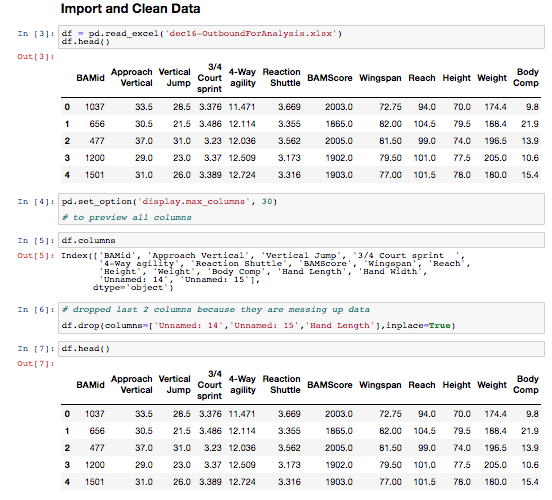 Import and Clean Data
In [3]: df = pd.read_excel('dec16-OutboundForAnalysis.xlsx')
df.head()
Out[3]:
BAMid Approach Vertical Vertical Jump 3/4 Court sprint 4-Way agility Reaction Shuttle BAMScore Wingspan Reach Height Weight Body Comp
0 1037 33.5 28.5 3.376 11.471 3.669 2003.0 72.75 94.0 70.0 174.4 9.8
1 656 30.5 21.5 3.486 12.114 3.355 1865.0 82.00 104.5 79.5 188.4 21.9
2 477 37.0 31.0 3.23 12.036 3.562 2005.0 81.50 99.0 74.0 196.5 13.9
3 1200 29.0 23.0 3.37 12.509 3.173 1902.0 79.50 101.0 77.5 205.0 10.6
4 1501 31.0 26.0 3.389 12.724 3.316 1903.0 77.00 101.5 78.0 180.0 15.4
In [4]: pd.set_option('display.max_columns', 30)
# to preview all columns
In [5]: df.columns
Out[5]: Index(['BAMid', 'Approach Vertical', 'Vertical Jump', '3/4 Court sprint  ',
'4-Way agility', 'Reaction Shuttle', 'BAMScore', 'Wingspan', 'Reach',
'Height', 'Weight', 'Body Comp', 'Hand Length', 'Hand Width',
'Unnamed: 14', 'Unnamed: 15'],
dtype='object')
In [6]: # dropped last 2 columns because they are messing up data
df.drop(columns=['Unnamed: 14','Unnamed: 15','Hand Length'],inplace=True)
In [7]: df.head()
Out[7]:
BAMid Approach Vertical Vertical Jump 3/4 Court sprint 4-Way agility Reaction Shuttle BAMScore Wingspan Reach Height Weight Body Comp
0 1037 33.5 28.5 3.376 11.471 3.669 2003.0 72.75 94.0 70.0 174.4 9.8
1 656 30.5 21.5 3.486 12.114 3.355 1865.0 82.00 104.5 79.5 188.4 21.9
2 477 37.0 31.0 3.23 12.036 3.562 2005.0 81.50 99.0 74.0 196.5 13.9
3 1200 29.0 23.0 3.37 12.509 3.173 1902.0 79.50 101.0 77.5 205.0 10.6
4 1501 31.0 26.0 3.389 12.724 3.316 1903.0 77.00 101.5 78.0 180.0 15.4